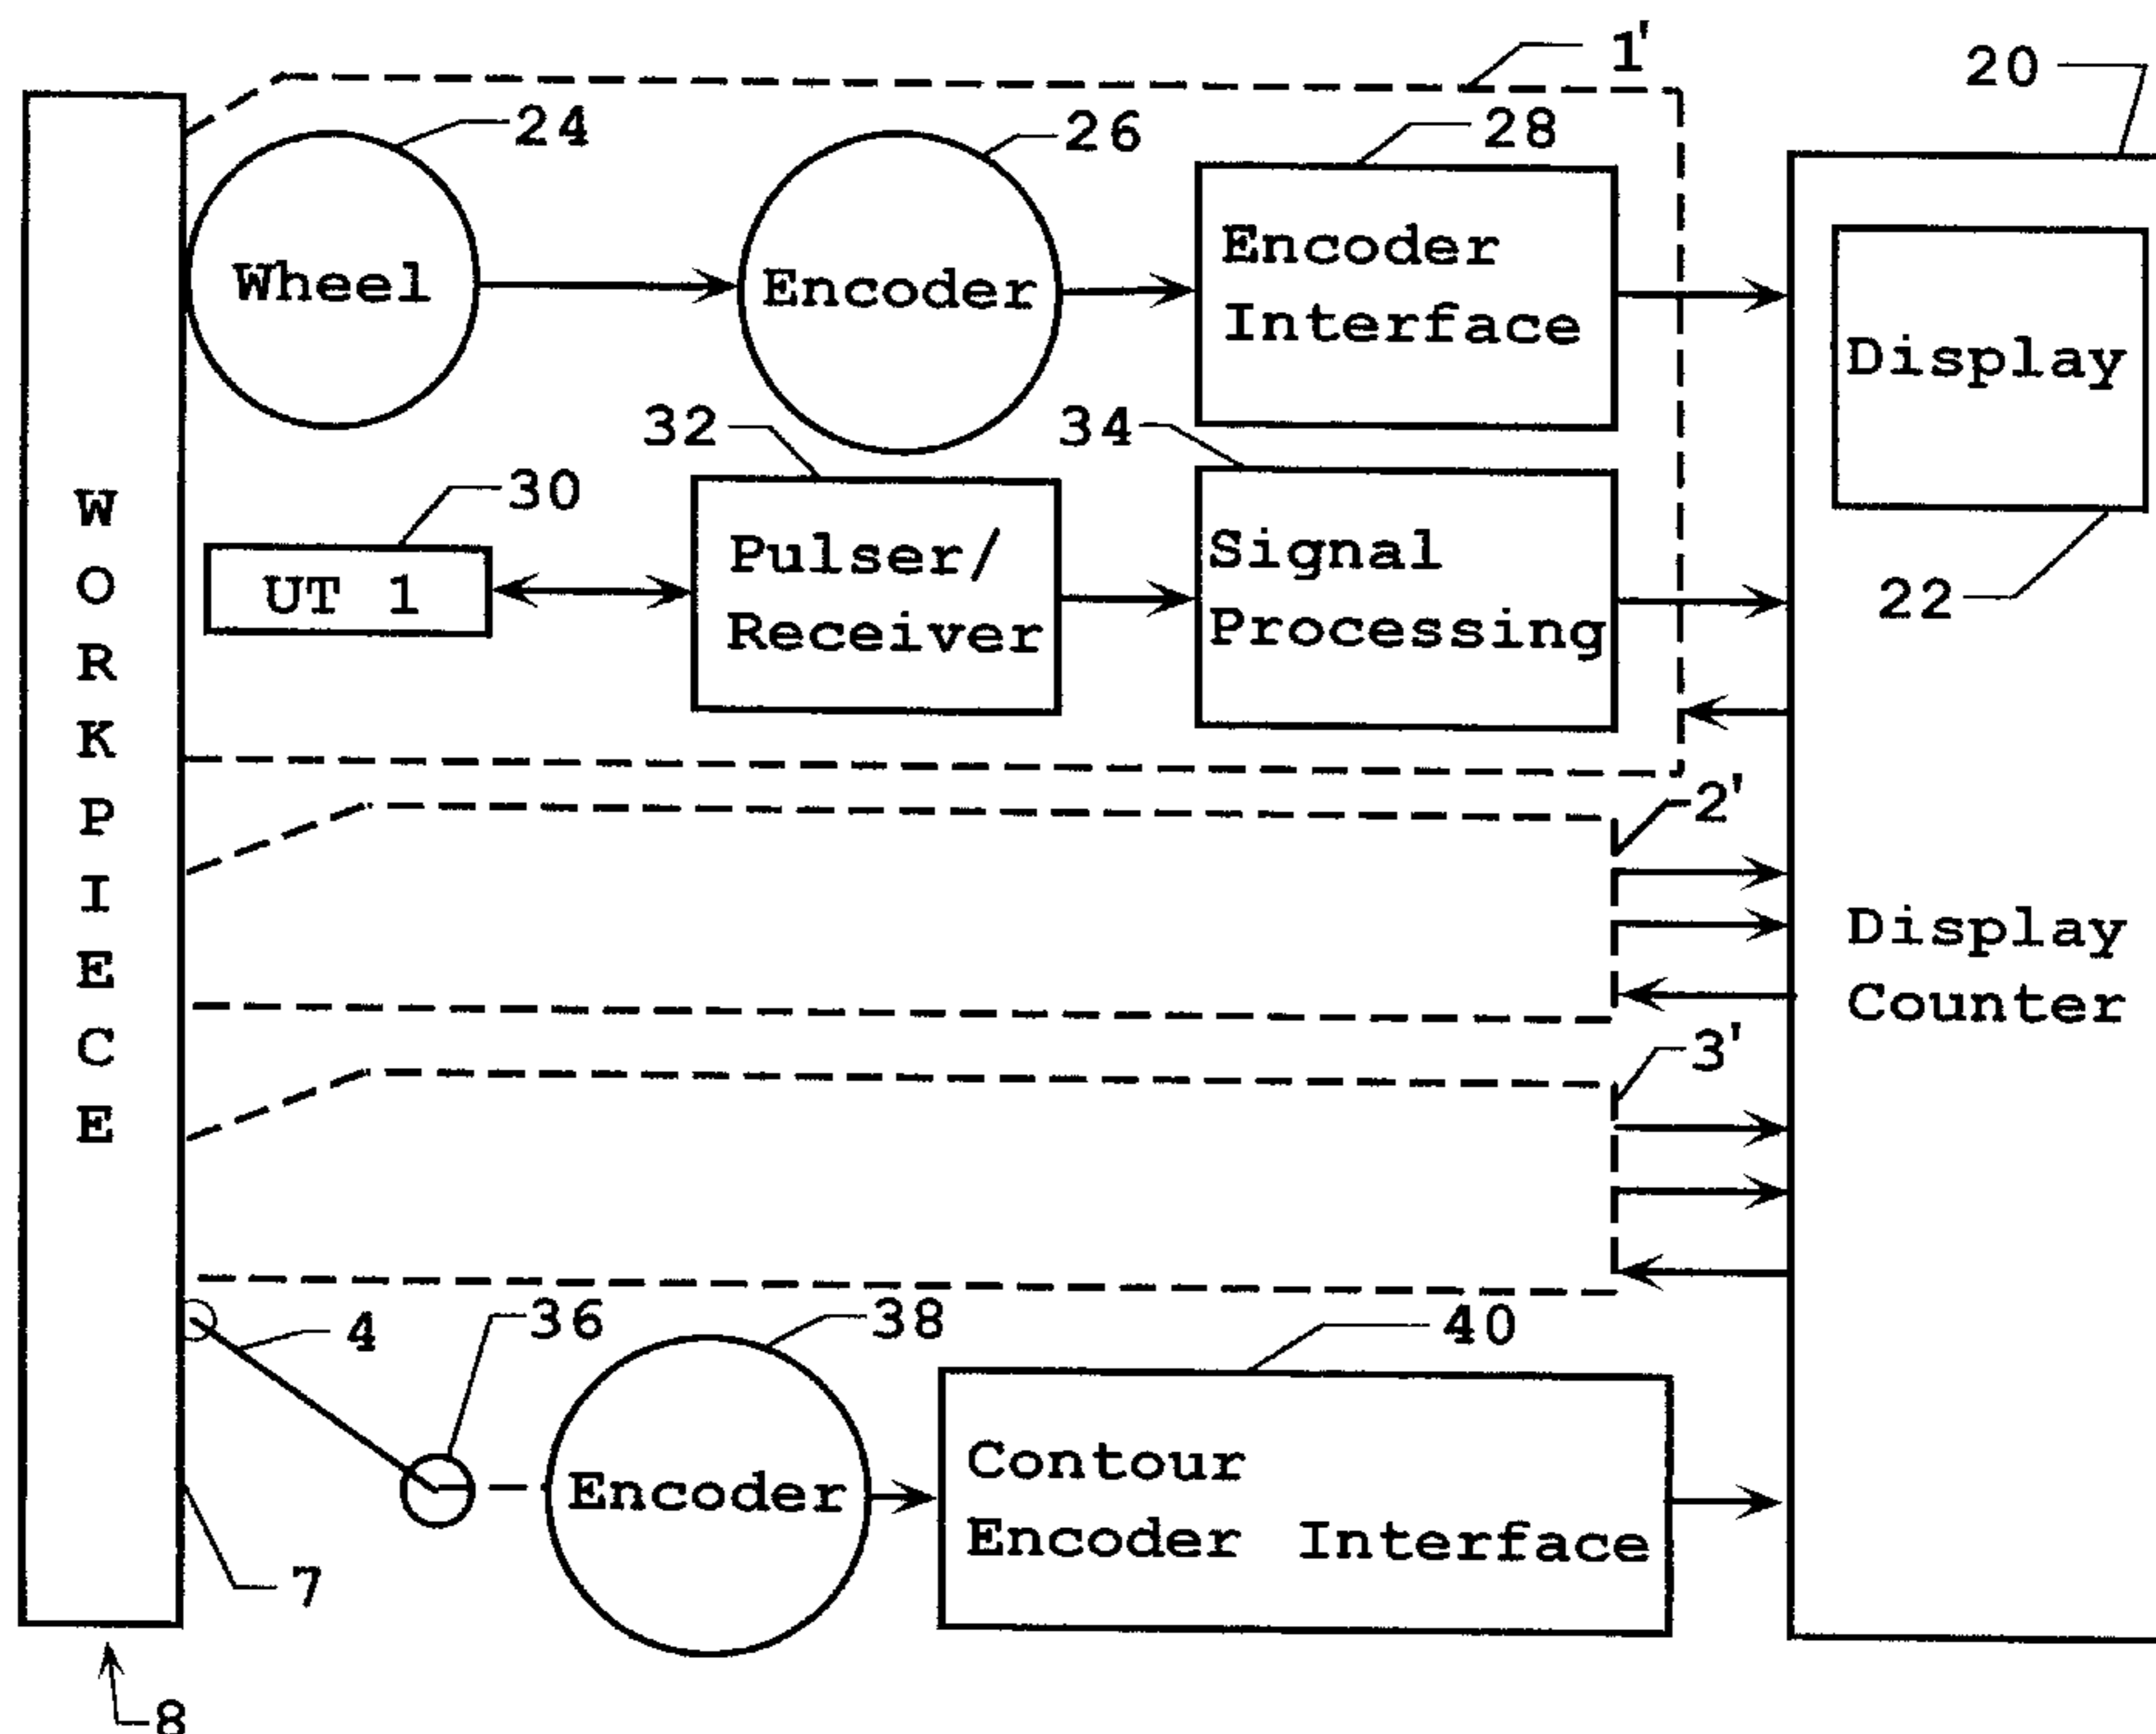 1'
20
24
26
28
Wheel
Encoder
Encoder
Interface
Display
32
34
30
UT 1
Pulser/
Receiver
Signal
Processing
22
WORKPIECE
2'
Display
Counter
3'
4
36
38
40
Encoder
Contour
Encoder Interface
7
8